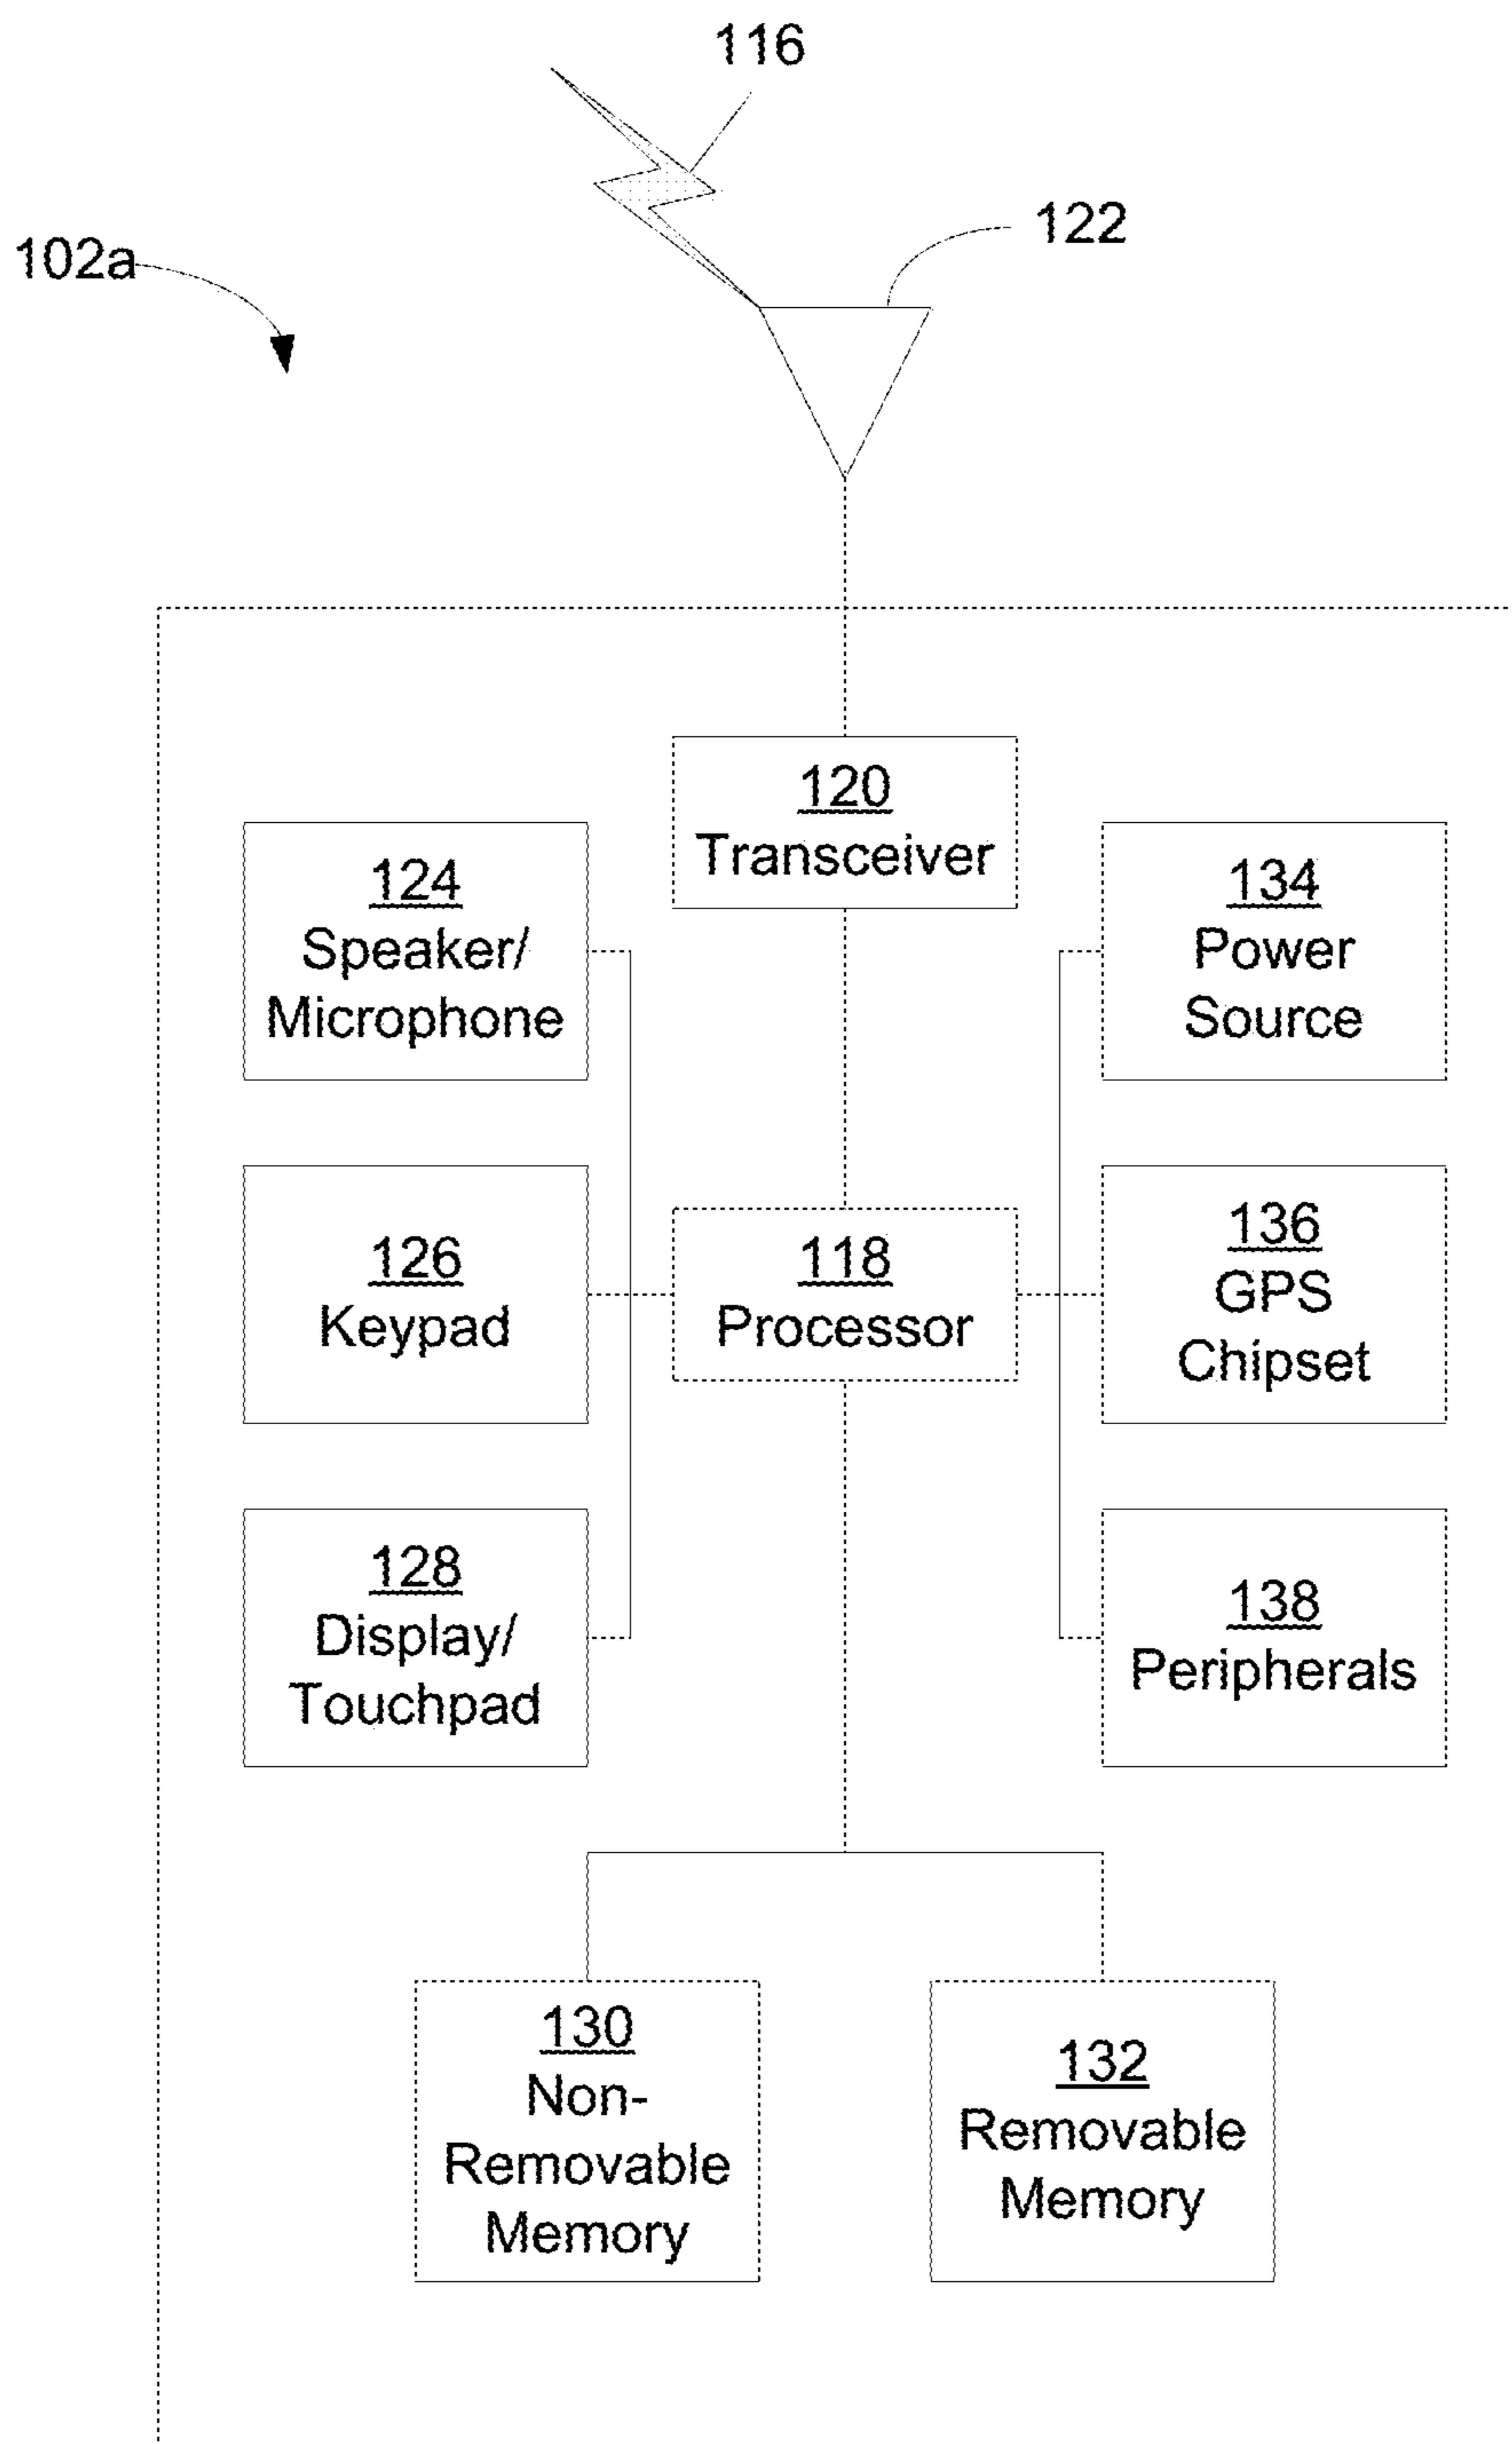 116
122
102a
120
Transceiver
124
Speaker/
Microphone
134
Power
Source
126
Keypad
118
Processor
136
GPS
Chipset
128
Display/
Touchpad
138
Peripherals
130
Non-
Removable
Memory
132
Removable
Memory